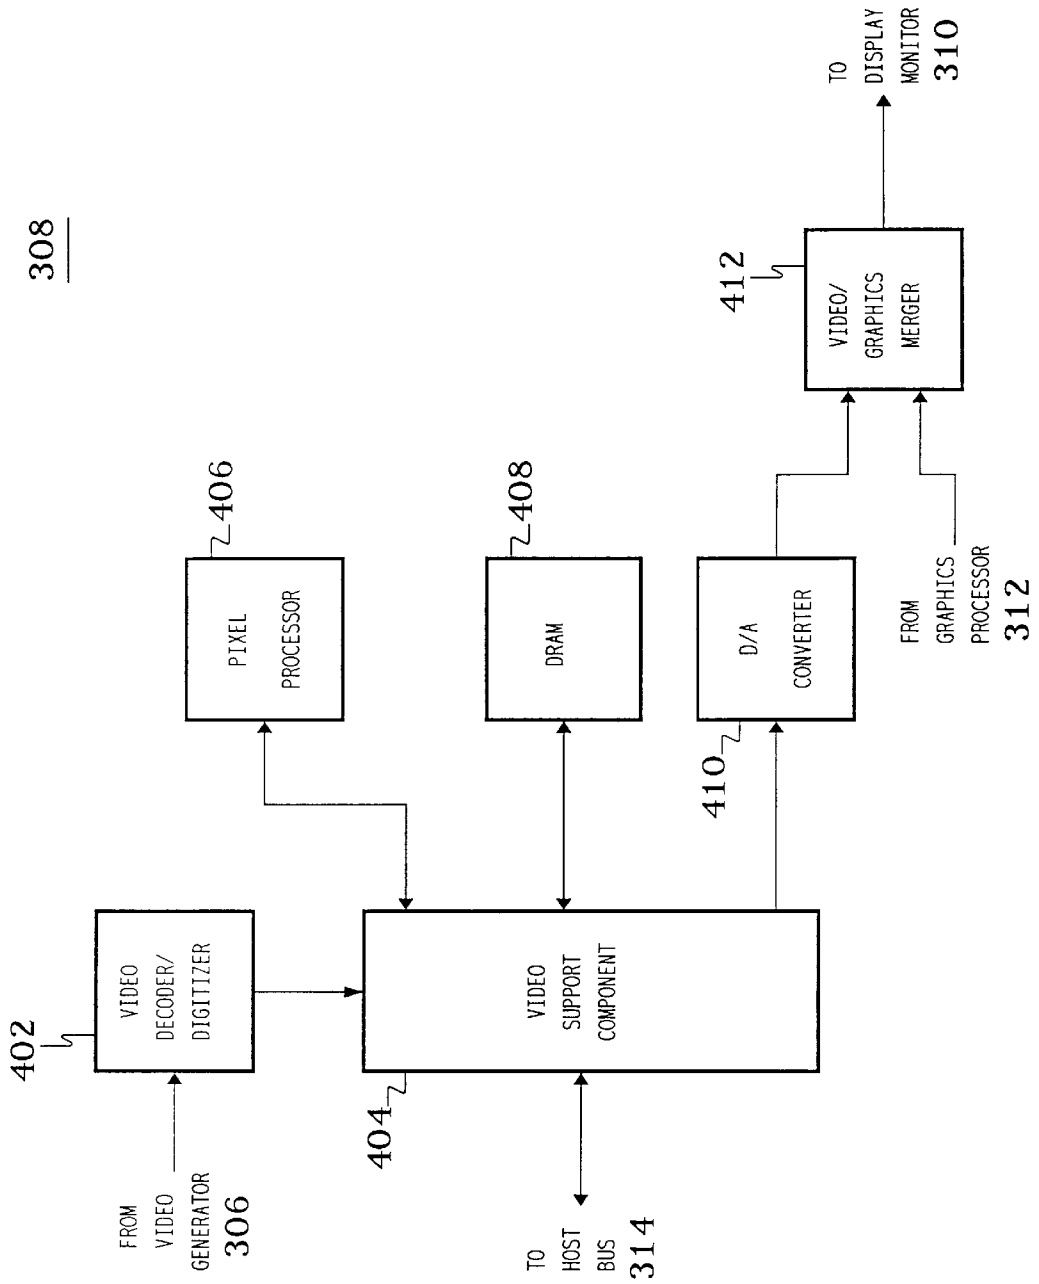 308
FROM
VIDEO
GENERATOR
306
402
VIDEO
DECODER/
DIGITIZER
TO
HOST
BUS
314
404
VIDEO
SUPPORT
COMPONENT
PIXEL
PROCESSOR
406
DRAM
408
410
D/A
CONVERTER
FROM
GRAPHICS
PROCESSOR
312
412
VIDEO/
GRAPHICS
MERGER
TO
DISPLAY
MONITOR
310